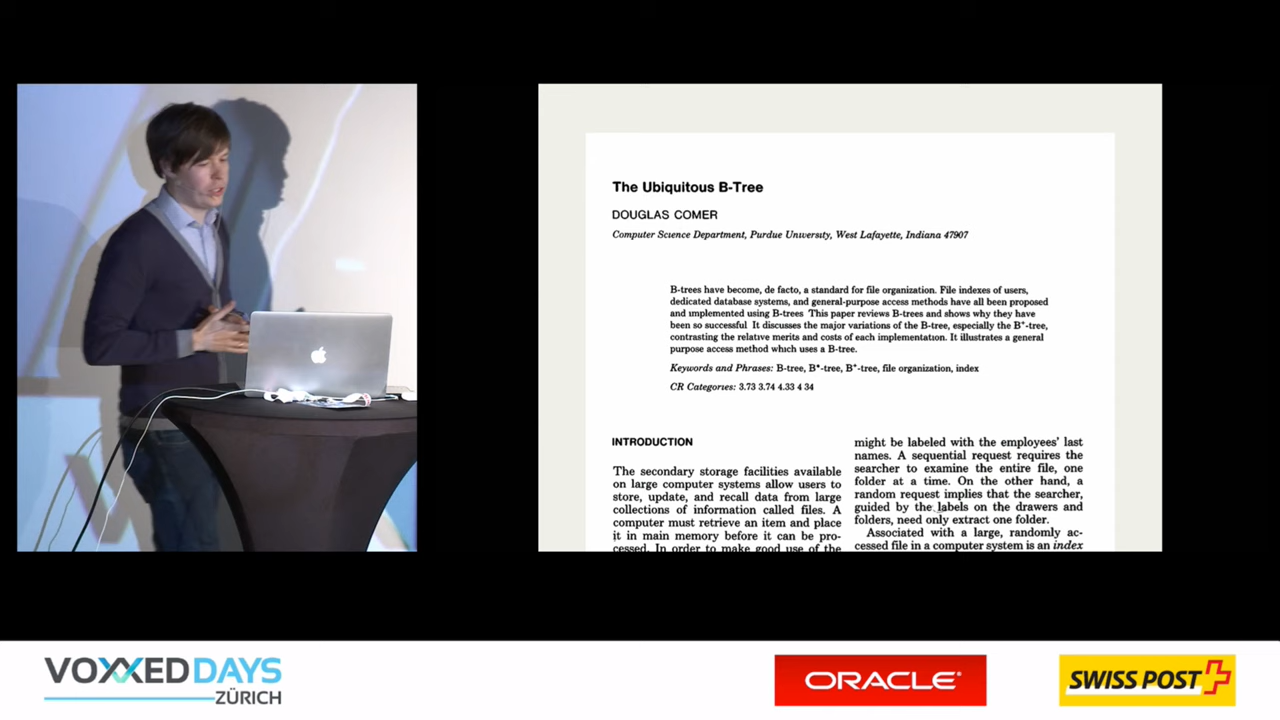 The Ubiquitous B-Tree
DOUGLAS COMER
Computer Science Department, Purdue University, West Lafayette, Indiana 47907
B-trees have become, de facto, a standard for file organization. File indexes of users,
dedicated database systems, and general-purpose access methods have all been proposed
and implemented using B-trees This paper reviews B-trees and shows why they have
been so successful It discusses the major variations of the B-tree, especially the B⁺-tree,
contrasting the relative merits and costs of each implementation. It illustrates a general
purpose access method which uses a B-tree.
Keywords and Phrases: B-tree, B*-tree, B⁺-tree, file organization, index
CR Categories: 3.73 3.74 4.33 4 34
INTRODUCTION
The secondary storage facilities available
on large computer systems allow users to
store, update, and recall data from large
collections of information called files. A
computer must retrieve an item and place
it in main memory before it can be pro-
cessed. In order to make good use of the
might be labeled with the employees' last
names. A sequential request requires the
searcher to examine the entire file, one
folder at a time. On the other hand, a
random request implies that the searcher,
guided by the labels on the drawers and
folders, need only extract one folder.
Associated with a large, randomly ac-
cessed file in a computer system is an index
VOXXED DAYS
ZÜRICH
ORACLE®
SWISS POST